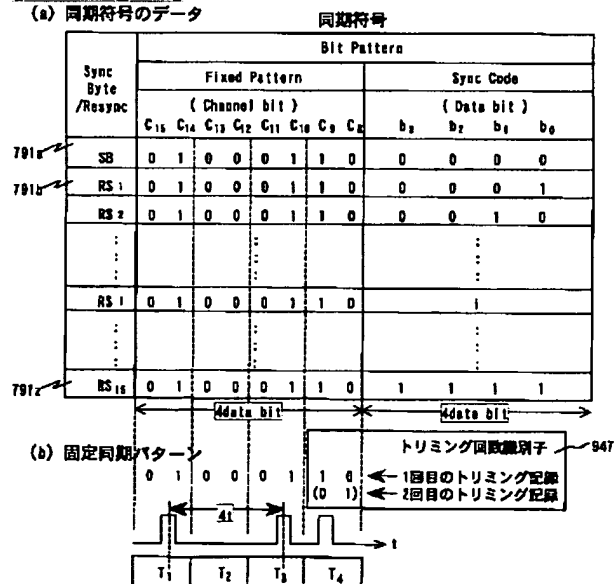 (a) 同期符号のデータ
同期符号
Bit Pattern
Sync Byte /Resync
Fixed Pattern
Sync Code
( Channel bit )
( Data bit )
C15 C14 C13 C12 C11 C10 C9 C8 b3 b2 b1 b0
791a SB 0 1 0 0 0 1 1 0 0 0 0 0
791b RS1 0 1 0 0 0 1 1 0 0 0 0 1
RS2 0 1 0 0 0 1 1 0 0 0 1 0
RS i 0 1 0 0 0 1 1 0 i
791z RS15 0 1 0 0 0 1 1 0 1 1 1 1
4data bit 4data bit
(b) 固定同期パターン
トリミング回数識別子 947
0 1 0 0 0 1 1 0 1回目のトリミング記録
(0 1) 2回目のトリミング記録
4t
t
T1 T2 T3 T4